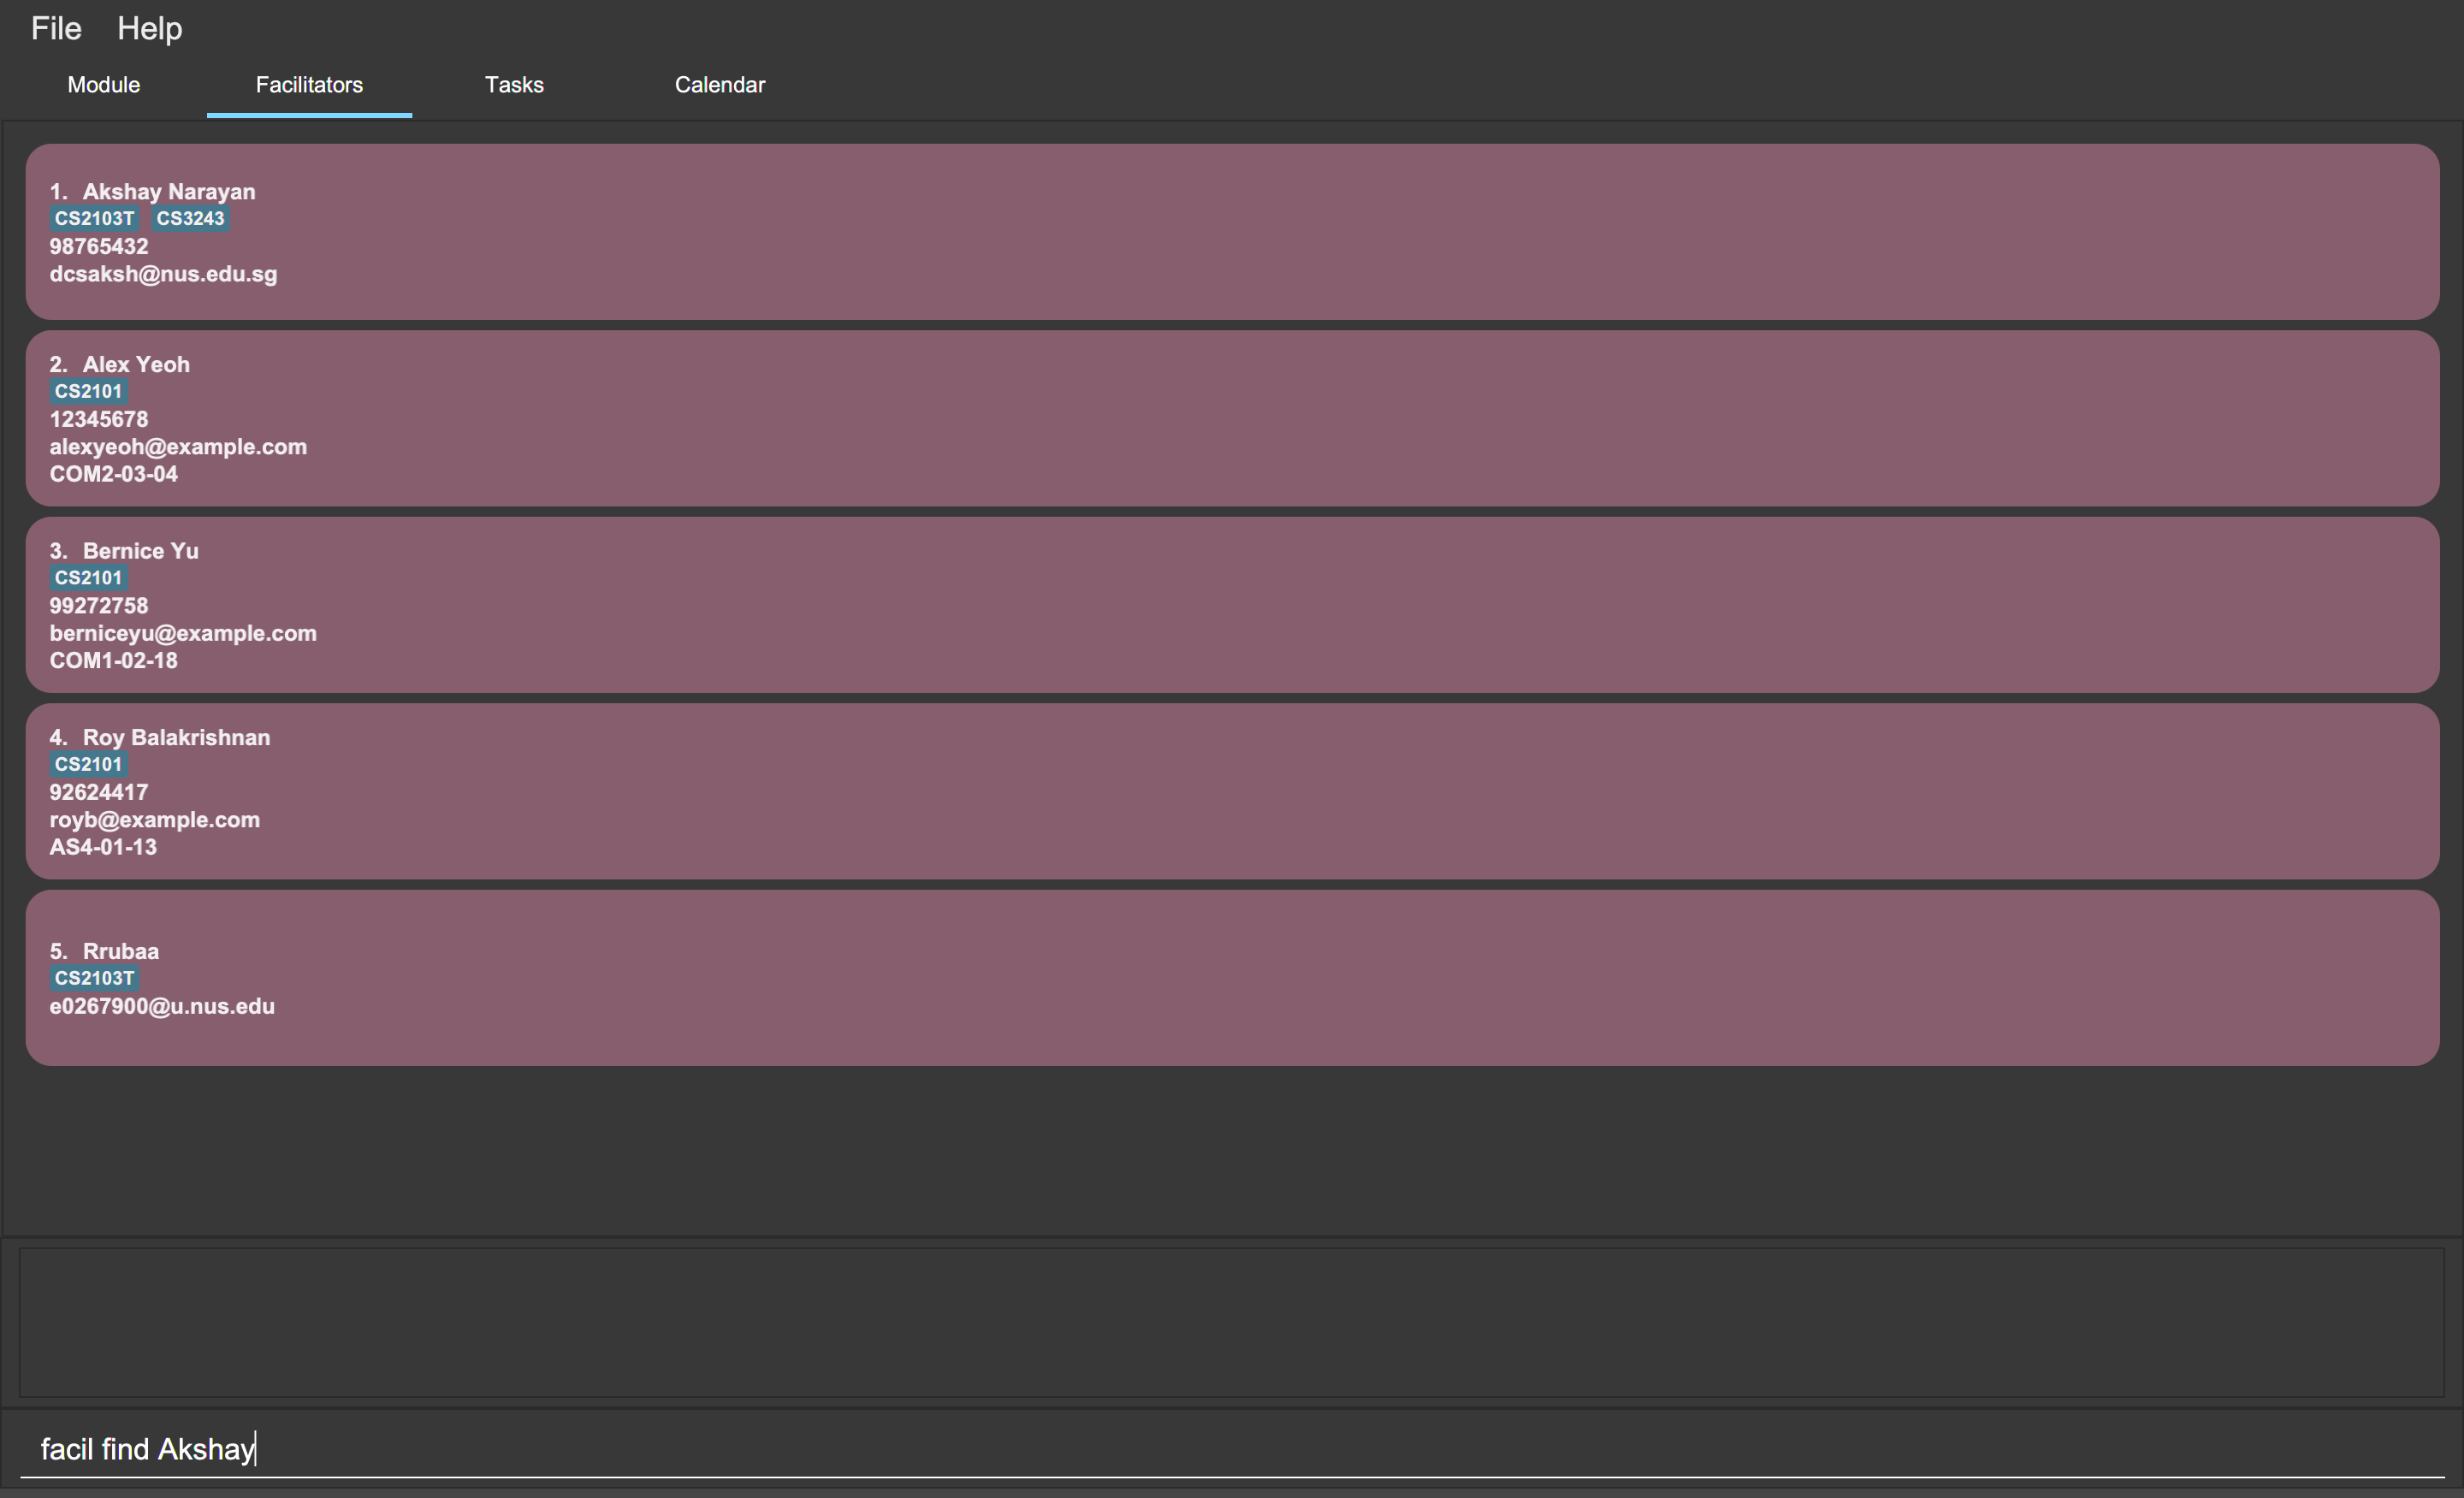 File Help
Module Facilitators Tasks Calendar
1. Akshay Narayan
CS2103T CS3243
98765432
dcsaksh@nus.edu.sg
2. Alex Yeoh
CS2101
12345678
alexyeoh@example.com
COM2-03-04
3. Bernice Yu
CS2101
99272758
berniceyu@example.com
COM1-02-18
4. Roy Balakrishnan
CS2101
92624417
royb@example.com
AS4-01-13
5. Rrubaa
CS2103T
e0267900@u.nus.edu
facil find Akshay